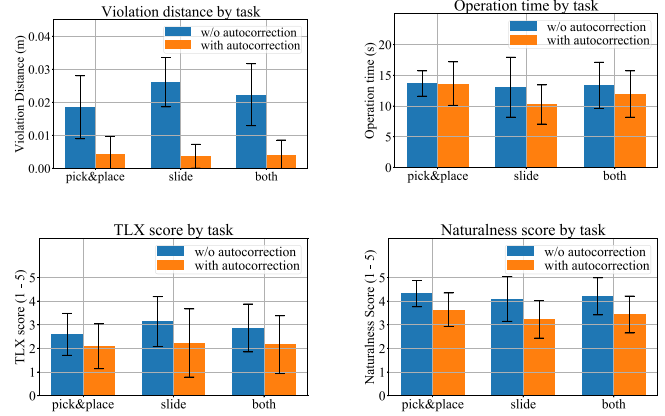 Violation distance by task
Violation Distance (m)
0.04
0.03
0.02
0.01
0.00
w/o autocorrection
with autocorrection
pick&place
slide
both
Operation time by task
Operation time (s)
20
15
10
5
0
w/o autocorrection
with autocorrection
pick&place
slide
both
TLX score by task
TLX score (1 - 5)
5
4
3
2
1
0
w/o autocorrection
with autocorrection
pick&place
slide
both
Naturalness score by task
Naturalness Score (1 - 5)
5
4
3
2
1
0
w/o autocorrection
with autocorrection
pick&place
slide
both